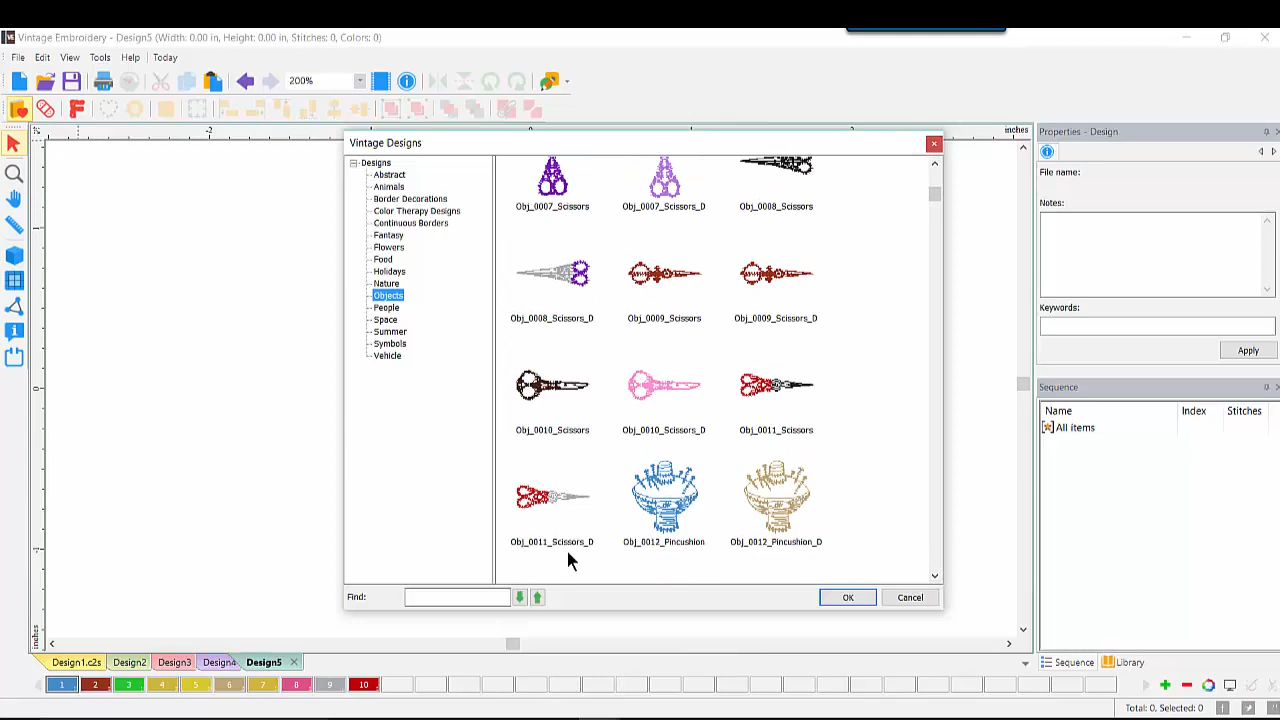 VE Vintage Embroidery - Design5 (Width: 0.00 in, Height: 0.00 in, Stitches: 0, Colors: 0)
File Edit View Tools Help Today
200%
F
-2
inches
Vintage Designs
Designs
Abstract
Animals
Border Decorations
Color Therapy Designs
Continuous Borders
Fantasy
Flowers
Food
Holidays
Nature
Objects
People
Space
Summer
Symbols
Vehicle
Obj_0007_Scissors Obj_0007_Scissors_D Obj_0008_Scissors
Obj_0008_Scissors_D Obj_0009_Scissors Obj_0009_Scissors_D
Obj_0010_Scissors Obj_0010_Scissors_D Obj_0011_Scissors
Obj_0011_Scissors_D Obj_0012_Pincushion Obj_0012_Pincushion_D
Find:
OK Cancel
Properties - Design
File name:
Notes:
Keywords:
Apply
Sequence
Name Index Stitches
All items
inches
Design1.c2s Design2 Design3 Design4 Design5
Sequence Library
1 2 3 4 5 6 7 8 9 10
Total: 0, Selected: 0